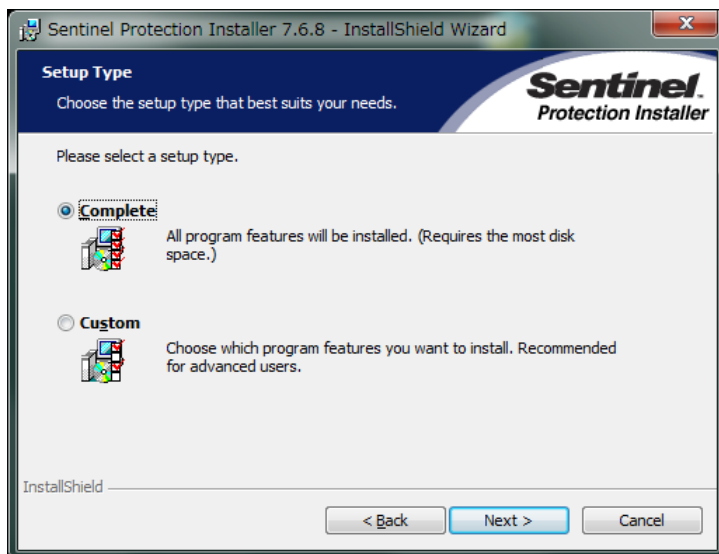 Sentinel Protection Installer 7.6.8 - InstallShield Wizard
Setup Type
Choose the setup type that best suits your needs.
Sentinel.
Protection Installer
Please select a setup type.
Complete
All program features will be installed. (Requires the most disk
space.)
Custom
Choose which program features you want to install. Recommended
for advanced users.
InstallShield
< Back
Next >
Cancel